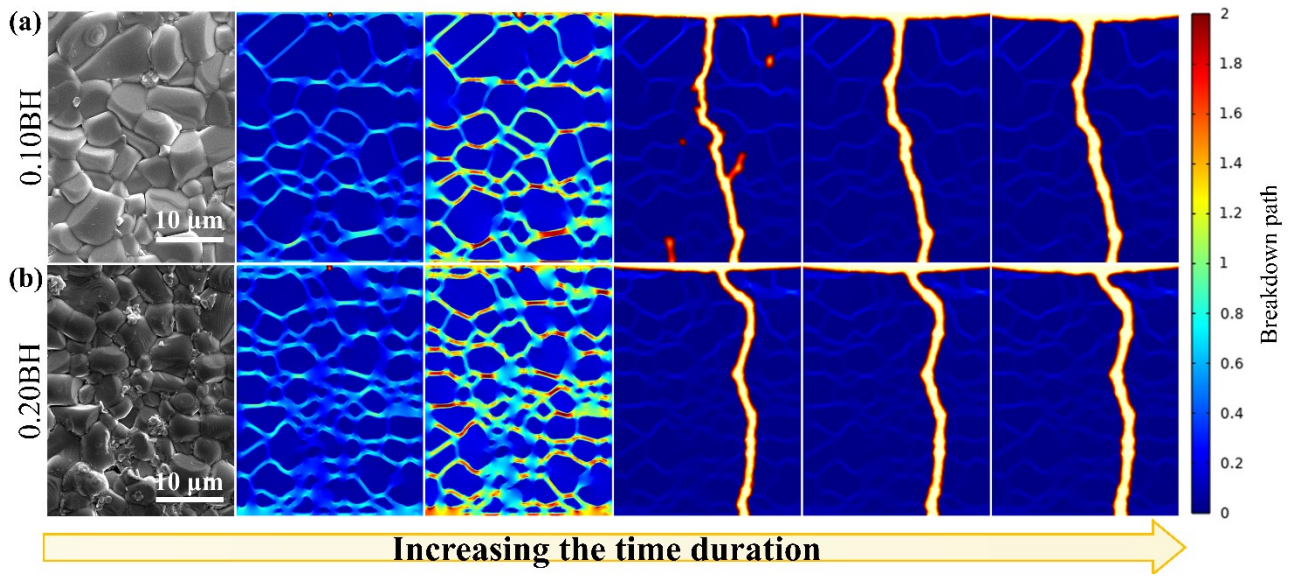 (a)
0.10BH
10 µm
(b)
0.20BH
10 µm
2
1.8
1.6
1.4
1.2
1
0.8
0.6
0.4
0.2
0
Breakdown path
Increasing the time duration